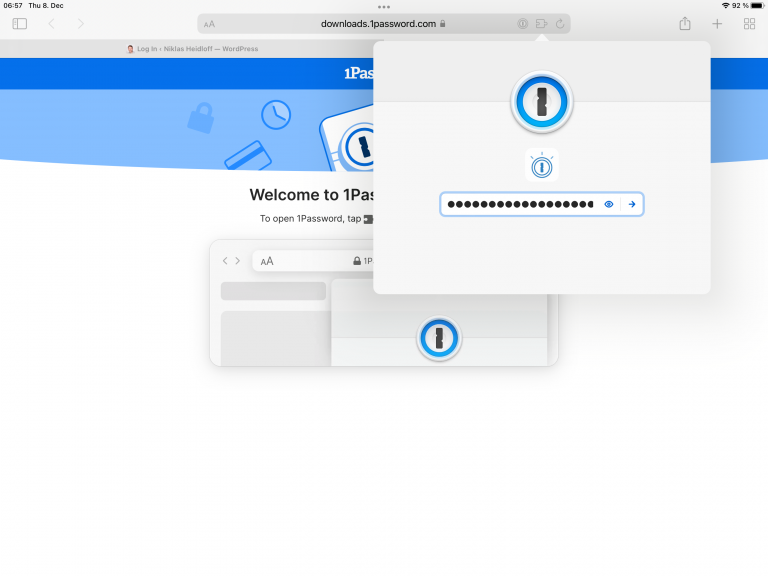 06:57 Thu 8. Dec
92 %
AA
downloads.1password.com
Log In ‹ Niklas Heidloff — WordPress
1Pas
Welcome to 1Pas
To open 1Password, tap
AA
1P